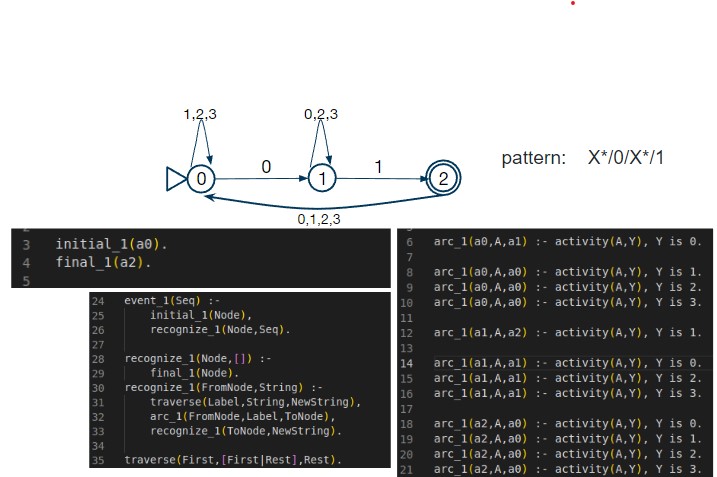 1,2,3
0,2,3
0
1
0
1
2
0,1,2,3
pattern: X*/0/X*/1
3 initial_1(a0).
4 final_1(a2).
5
24 event_1(Seq) :-
25 initial_1(Node),
26 recognize_1(Node,Seq).
27
28 recognize_1(Node,[]) :-
29 final_1(Node).
30 recognize_1(FromNode,String) :-
31 traverse(Label,String,NewString),
32 arc_1(FromNode,Label,ToNode),
33 recognize_1(ToNode,NewString).
34
35 traverse(First,[First|Rest],Rest).
6 arc_1(a0,A,a1) :- activity(A,Y), Y is 0.
7
8 arc_1(a0,A,a0) :- activity(A,Y), Y is 1.
9 arc_1(a0,A,a0) :- activity(A,Y), Y is 2.
10 arc_1(a0,A,a0) :- activity(A,Y), Y is 3.
11
12 arc_1(a1,A,a2) :- activity(A,Y), Y is 1.
13
14 arc_1(a1,A,a1) :- activity(A,Y), Y is 0.
15 arc_1(a1,A,a1) :- activity(A,Y), Y is 2.
16 arc_1(a1,A,a1) :- activity(A,Y), Y is 3.
17
18 arc_1(a2,A,a0) :- activity(A,Y), Y is 0.
19 arc_1(a2,A,a0) :- activity(A,Y), Y is 1.
20 arc_1(a2,A,a0) :- activity(A,Y), Y is 2.
21 arc_1(a2,A,a0) :- activity(A,Y), Y is 3.